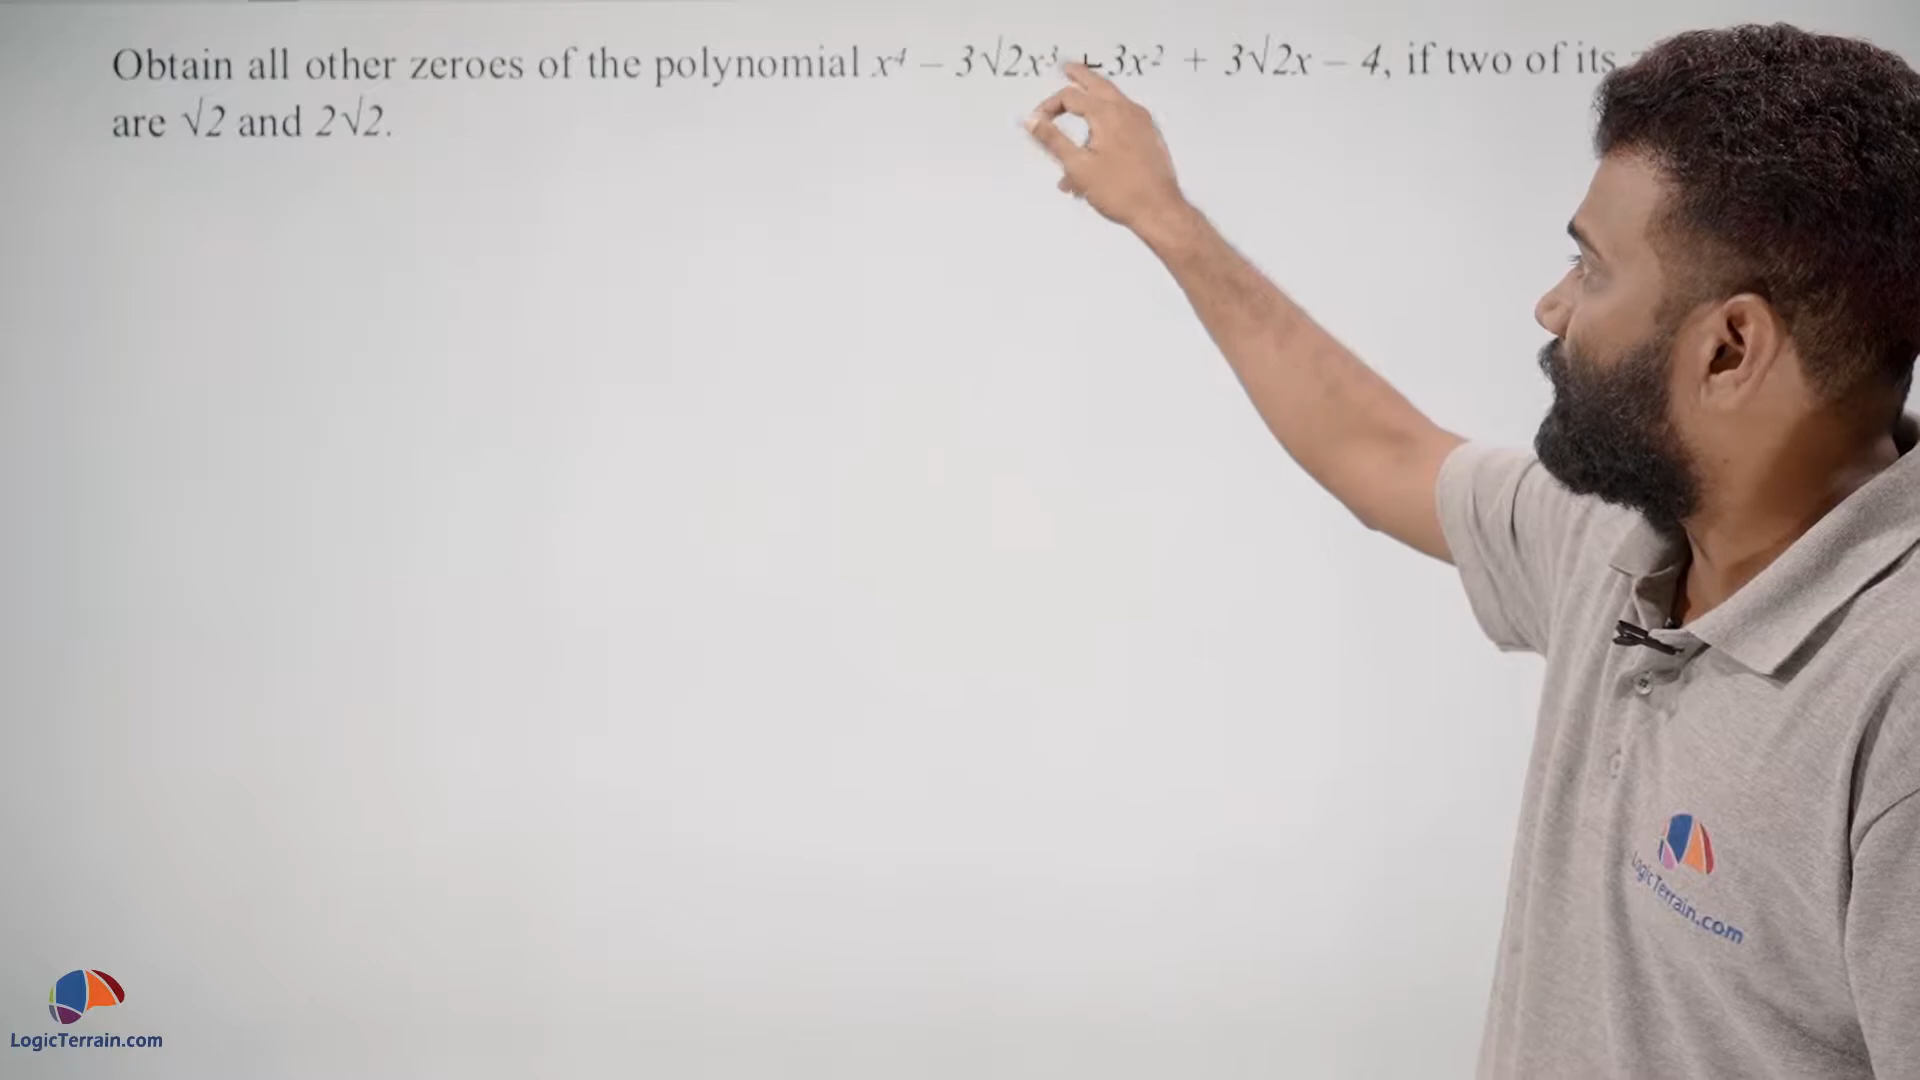 Obtain all other zeroes of the polynomial x⁴ – 3√2x³ + 3x² + 3√2x – 4, if two of its
are √2 and 2√2.
LogicTerrain.com
LogicTerrain.com